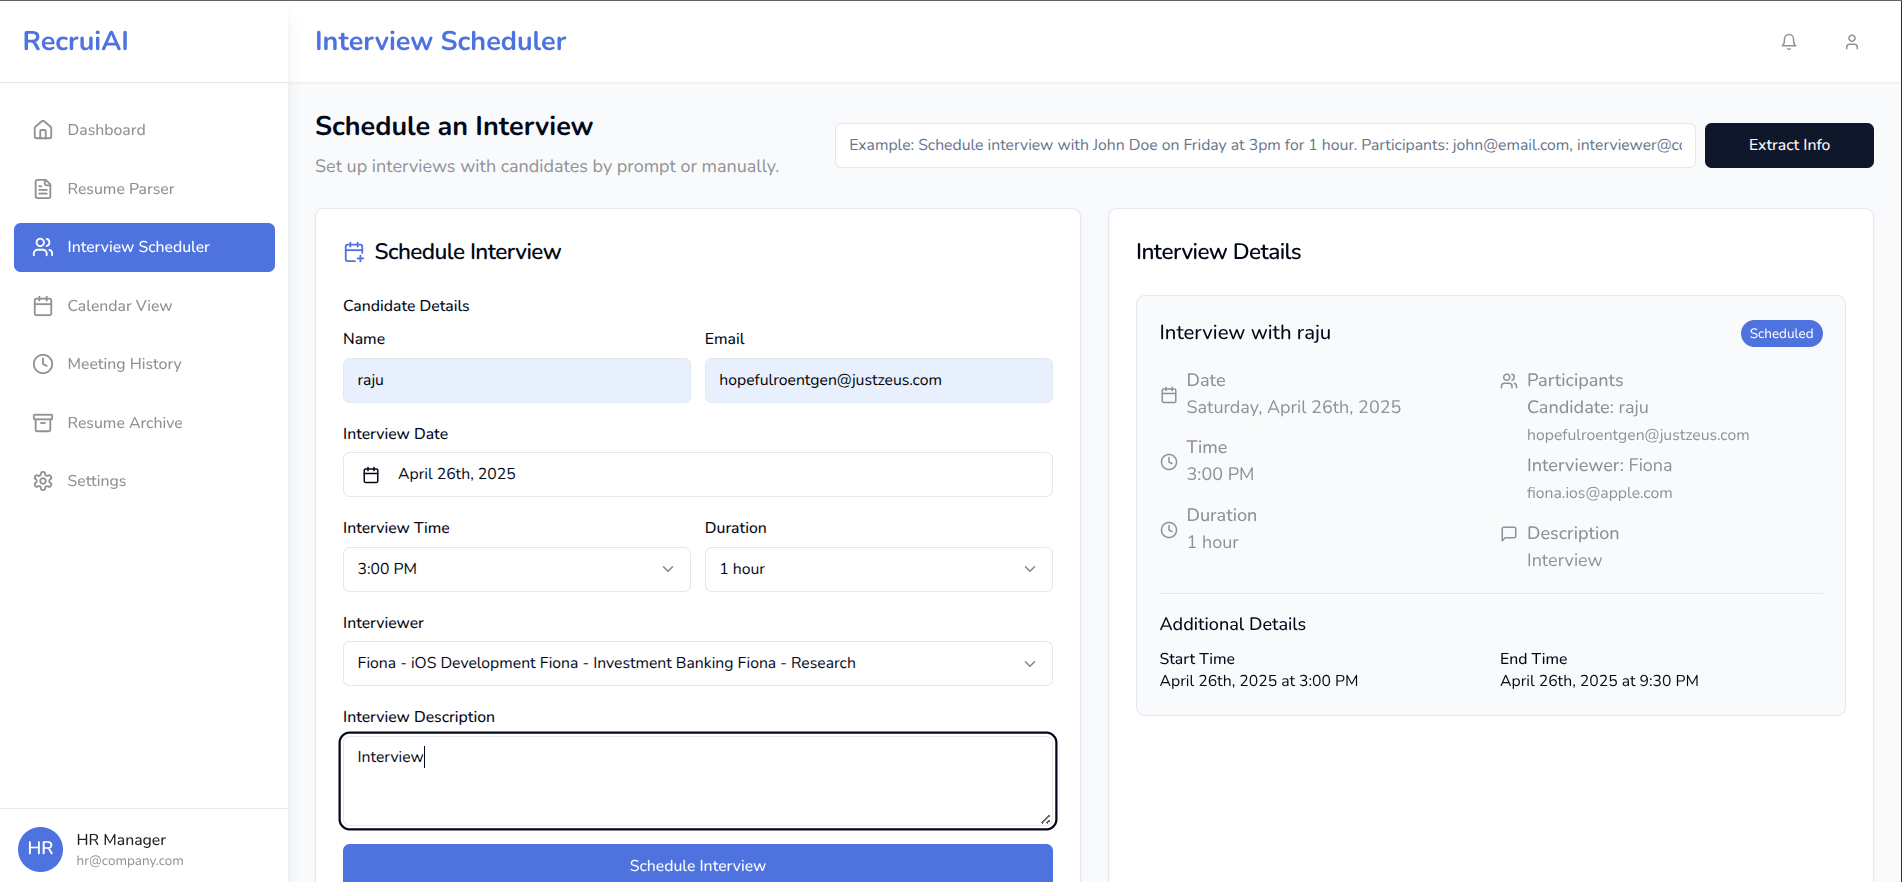 RecruiAI
Interview Scheduler
Dashboard
Resume Parser
Interview Scheduler
Calendar View
Meeting History
Resume Archive
Settings
HR
HR Manager
hr@company.com
Schedule an Interview
Set up interviews with candidates by prompt or manually.
Example: Schedule interview with John Doe on Friday at 3pm for 1 hour. Participants: john@email.com, interviewer@co
Extract Info
Schedule Interview
Candidate Details
Name
Email
raju
hopefulroentgen@justzeus.com
Interview Date
April 26th, 2025
Interview Time
Duration
3:00 PM
1 hour
Interviewer
Fiona - iOS Development Fiona - Investment Banking Fiona - Research
Interview Description
Interview
Schedule Interview
Interview Details
Interview with raju
Scheduled
Date
Saturday, April 26th, 2025
Time
3:00 PM
Duration
1 hour
Participants
Candidate: raju
hopefulroentgen@justzeus.com
Interviewer: Fiona
fiona.ios@apple.com
Description
Interview
Additional Details
Start Time
April 26th, 2025 at 3:00 PM
End Time
April 26th, 2025 at 9:30 PM